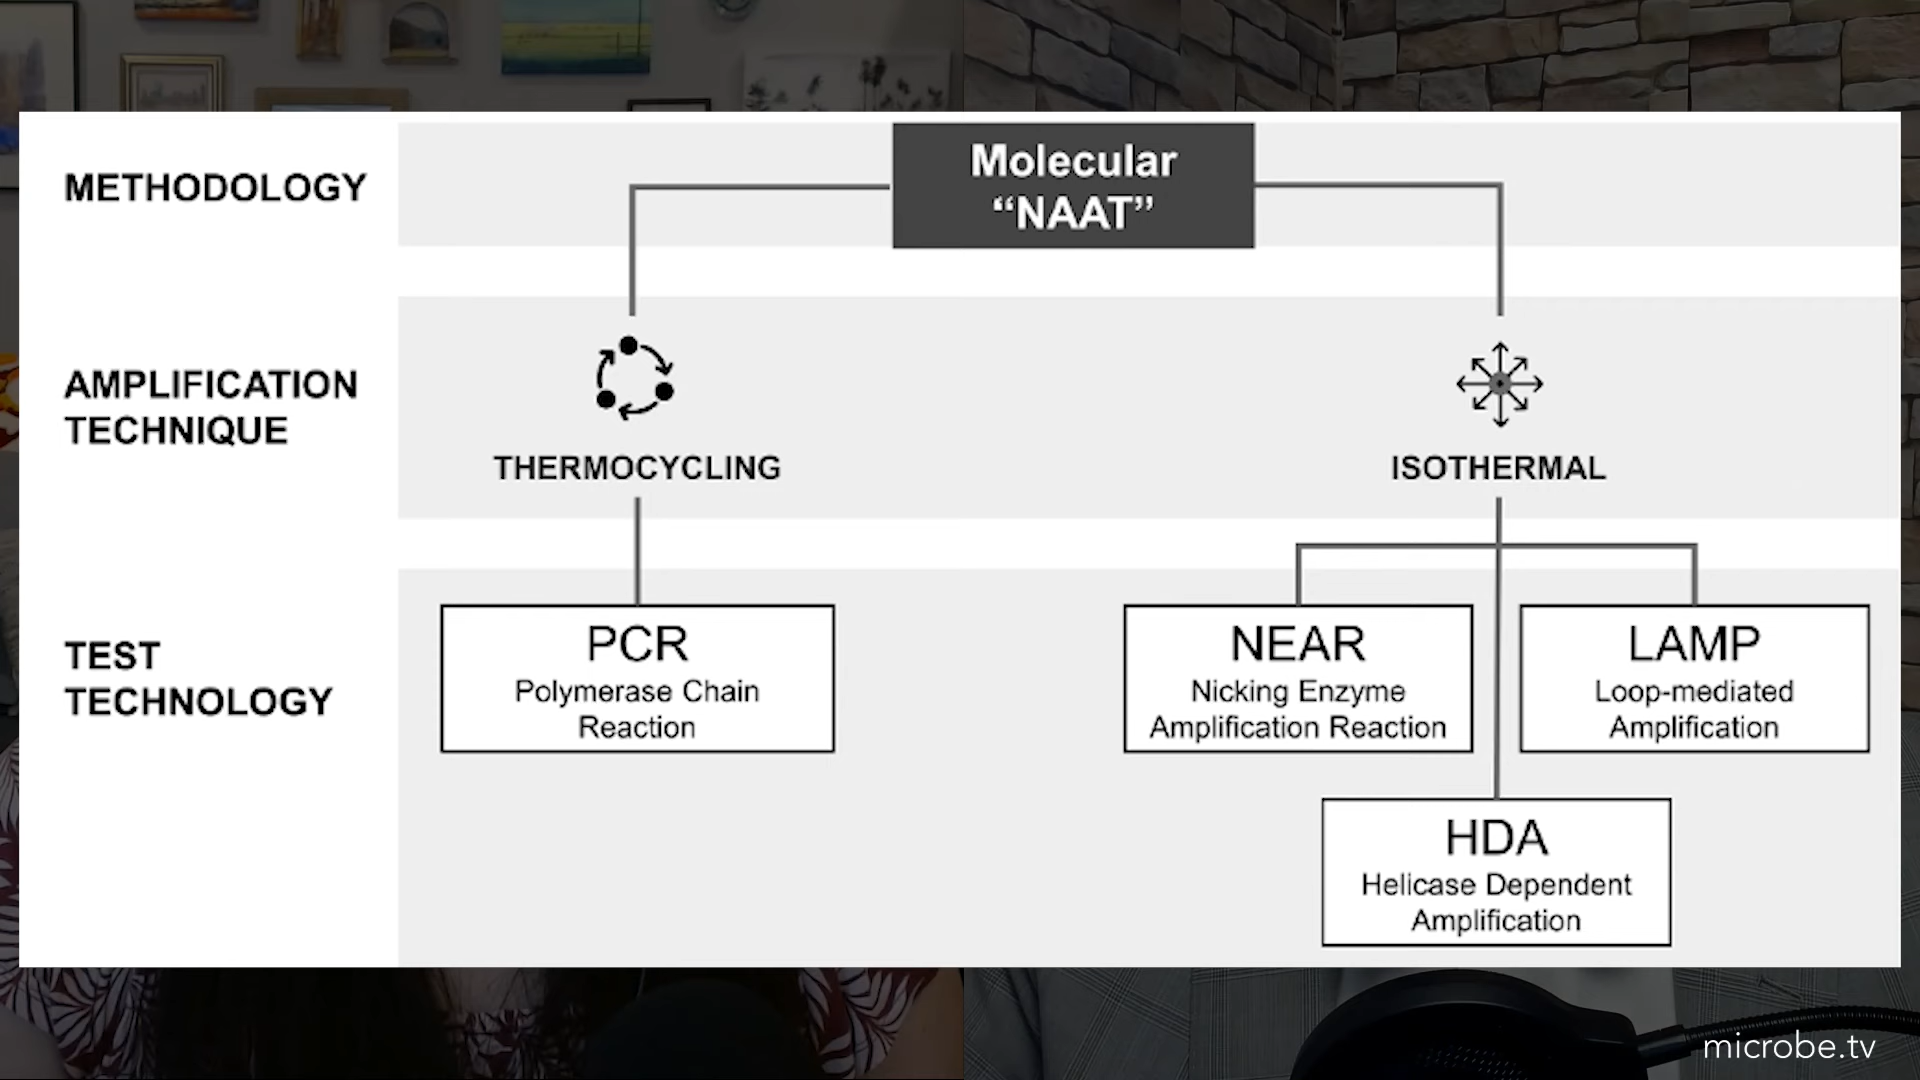 METHODOLOGY
Molecular
“NAAT”
AMPLIFICATION
TECHNIQUE
THERMOCYCLING
ISOTHERMAL
TEST
TECHNOLOGY
PCR
Polymerase Chain
Reaction
NEAR
Nicking Enzyme
Amplification Reaction
LAMP
Loop-mediated
Amplification
HDA
Helicase Dependent
Amplification
microbe.tv